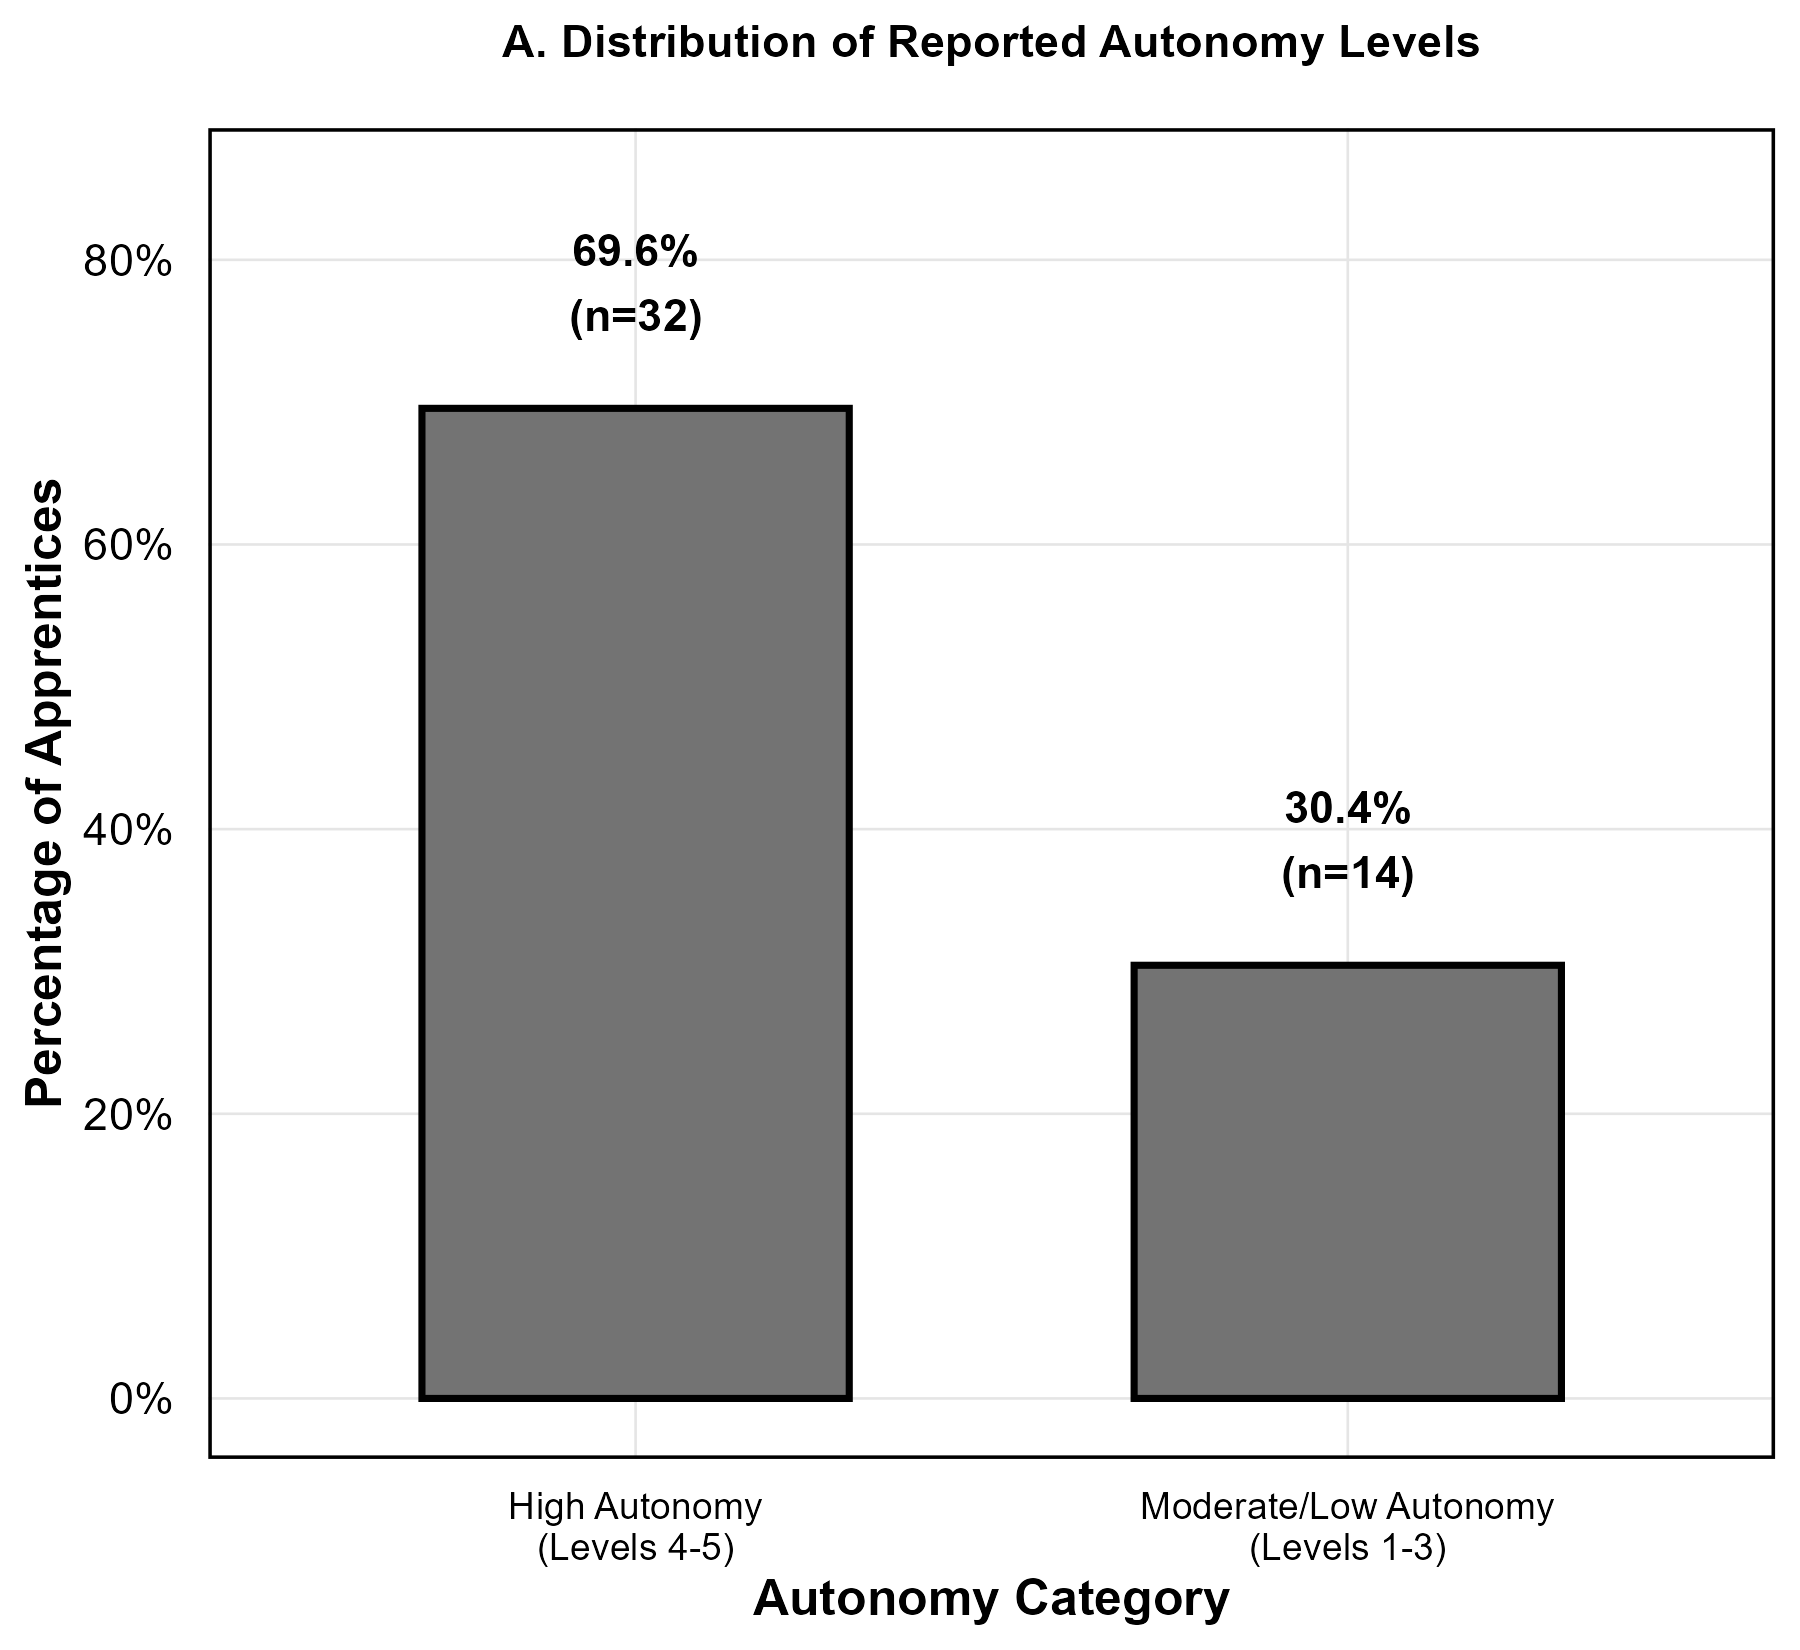 A. Distribution of Reported Autonomy Levels
Percentage of Apprentices
80%
60%
40%
20%
0%
69.6%
(n=32)
30.4%
(n=14)
High Autonomy
(Levels 4-5)
Moderate/Low Autonomy
(Levels 1-3)
Autonomy Category